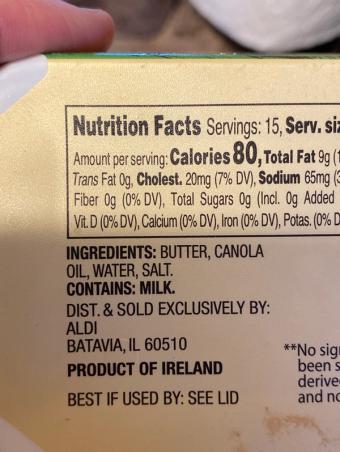 Nutrition Facts Servings: 15, Serv. siz
Amount per serving: Calories 80, Total Fat 9g (1
Trans Fat 0g, Cholest. 20mg (7% DV), Sodium 65mg (3
Fiber 0g (0% DV), Total Sugars 0g (Incl. 0g Added
Vit. D (0% DV), Calcium (0% DV), Iron (0% DV), Potas. (0% D
INGREDIENTS: BUTTER, CANOLA
OIL, WATER, SALT.
CONTAINS: MILK.
DIST. & SOLD EXCLUSIVELY BY:
ALDI
BATAVIA, IL 60510
PRODUCT OF IRELAND
BEST IF USED BY: SEE LID
**No sig
been s
derive
and no